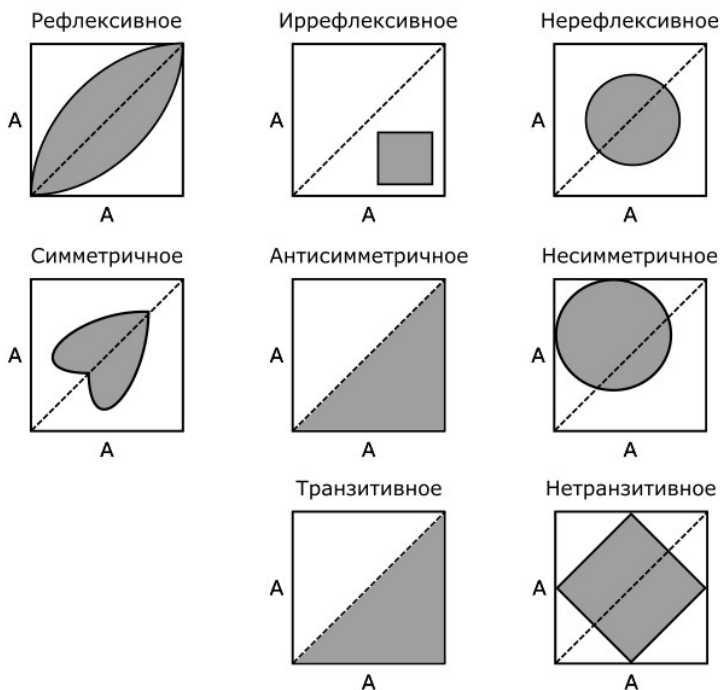 Рефлексивное Иррефлексивное Нерефлексивное
А А А
А А А
Симметричное Антисимметричное Несимметричное
А А А
А А А
Транзитивное Нетранзитивное
А А
А А